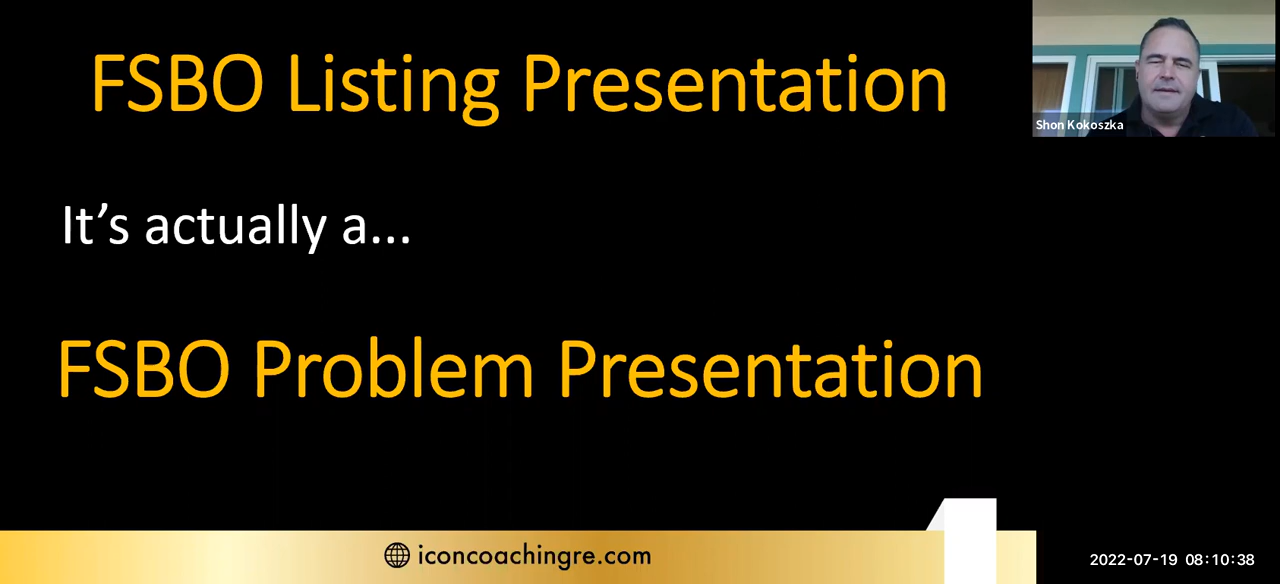 FSBO Listing Presentation
Shon Kokoszka
It’s actually a...
FSBO Problem Presentation
iconcoachingre.com
2022-07-19 08:10:38